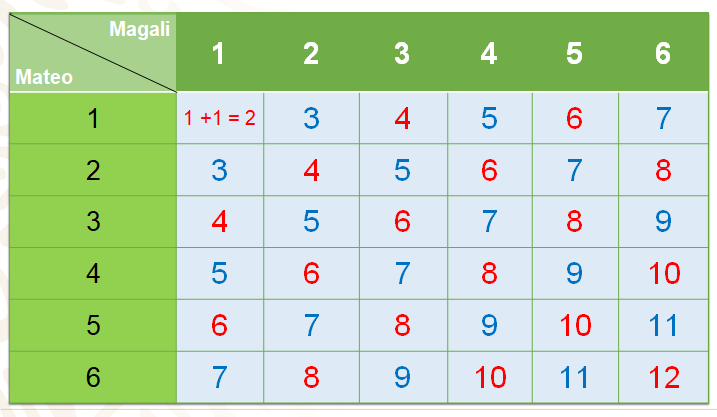 Magali
Mateo
1 2 3 4 5 6
1 1 +1 = 2 3 4 5 6 7
2 3 4 5 6 7 8
3 4 5 6 7 8 9
4 5 6 7 8 9 10
5 6 7 8 9 10 11
6 7 8 9 10 11 12